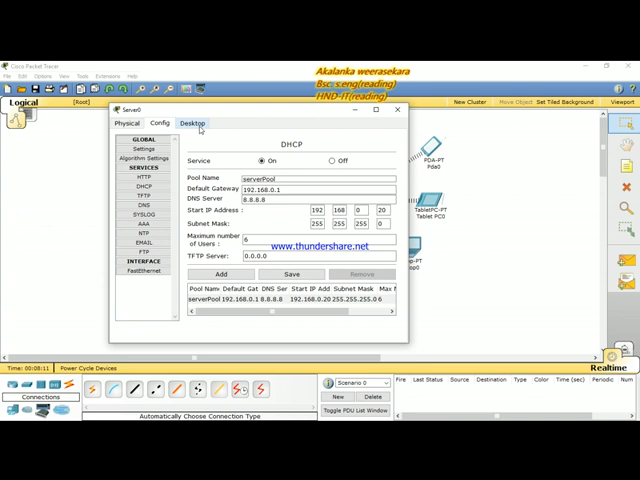 Akalanka weerasekara
Bsc. s.eng(reading)
HND-IT(reading)
Cisco Packet Tracer
File Edit Options View Tools Extensions Help
Logical
[Root]
New Cluster
Move Object
Set Tiled Background
Viewport
Server0
Physical
Config
Desktop
GLOBAL
Settings
Algorithm Settings
SERVICES
HTTP
DHCP
TFTP
DNS
SYSLOG
AAA
NTP
EMAIL
FTP
INTERFACE
FastEthernet
DHCP
Service
On
Off
Pool Name
serverPool
Default Gateway
192.168.0.1
DNS Server
8.8.8.8
Start IP Address :
192
168
0
20
Subnet Mask:
255
255
255
0
Maximum number
of Users :
6
www.thundershare.net
TFTP Server:
0.0.0.0
Add
Save
Remove
Pool Name Default Gat DNS Ser Start IP Add Subnet Mask Max N
serverPool 192.168.0.1 8.8.8.8 192.168.0.20 255.255.255.0 6
PDA-PT
Pda0
TabletPC-PT
Tablet PC0
Time: 00:08:11
Power Cycle Devices
Realtime
Connections
Automatically Choose Connection Type
Scenario 0
New
Delete
Toggle PDU List Window
Fire Last Status Source Destination Type Color Time (sec) Periodic Num